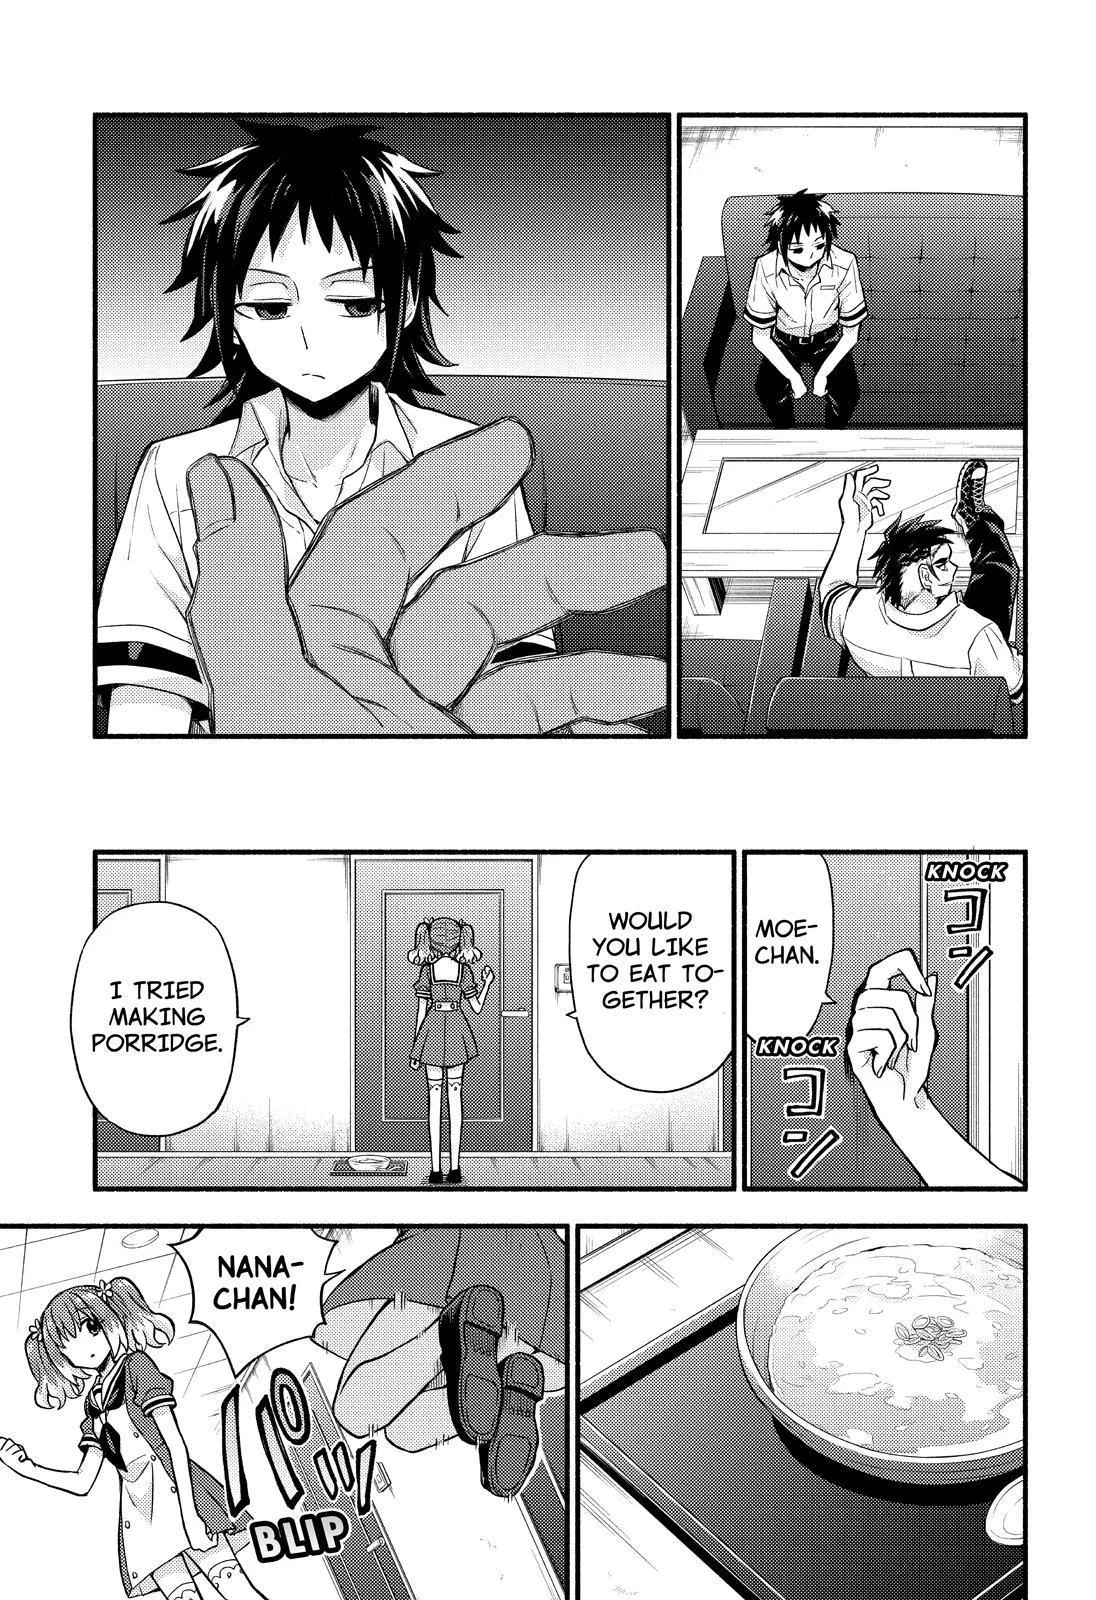 KNOCK
コン
MOE-
CHAN.
KNOCK
コン
WOULD
YOU LIKE
TO EAT TO-
GETHER?
I TRIED
MAKING
PORRIDGE.
NANA-
CHAN!
パッ
BLIP